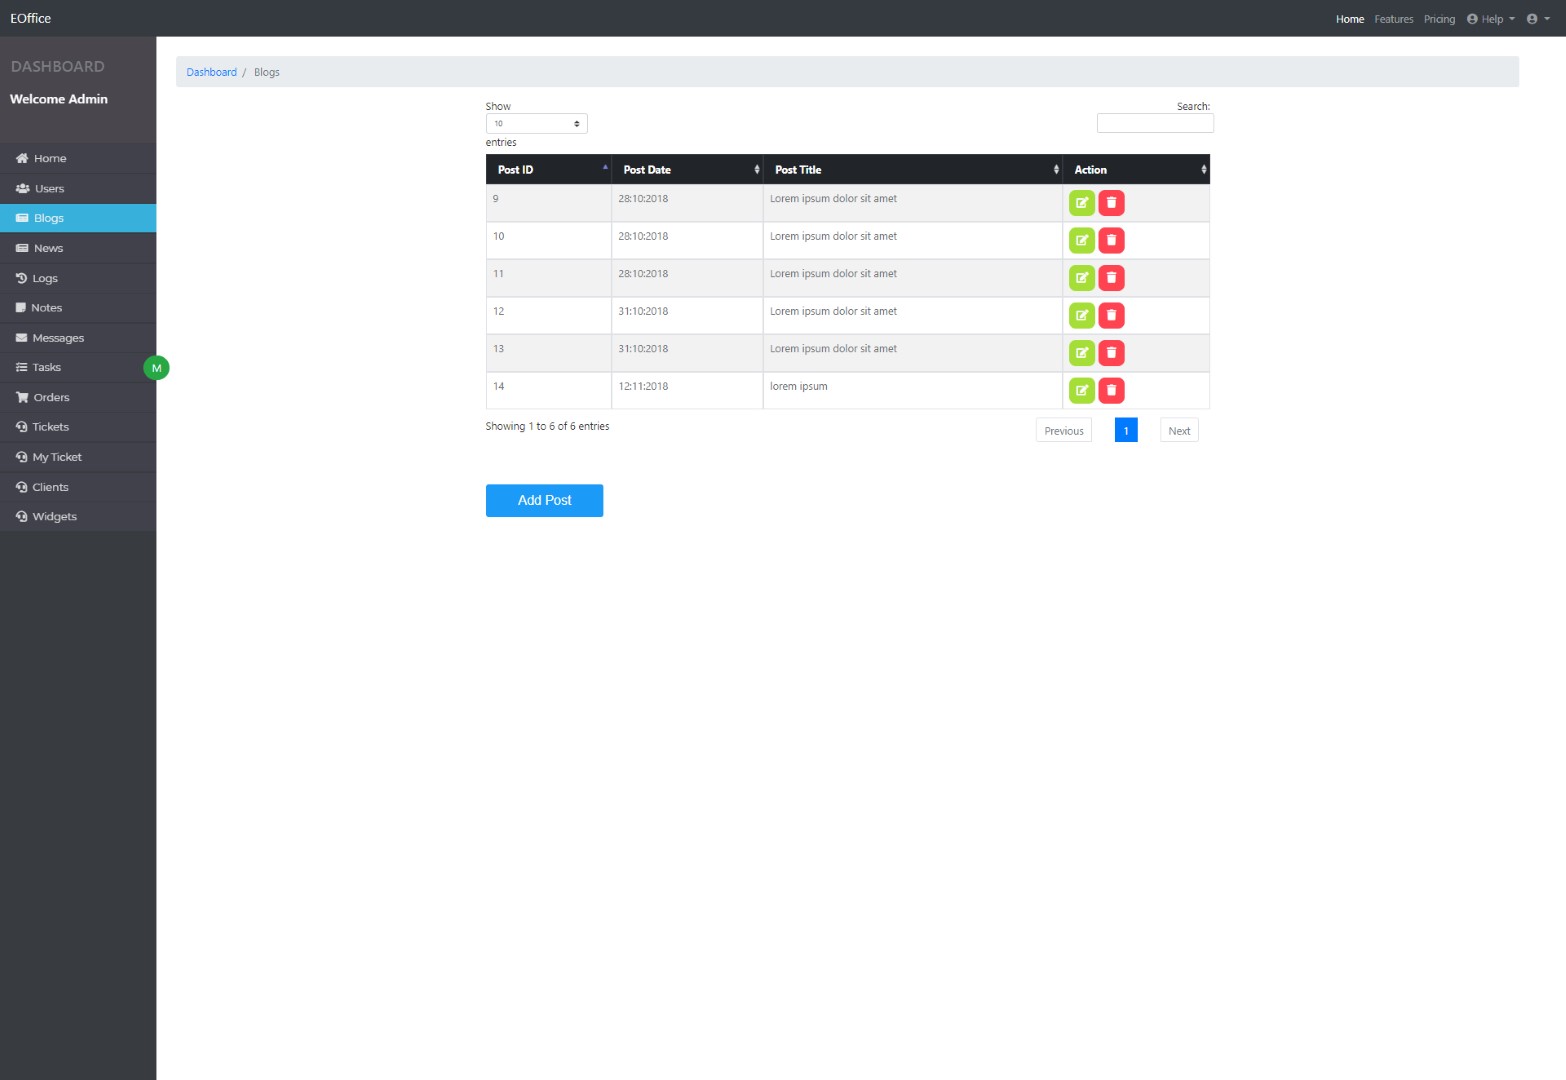 EOffice
Home Features Pricing Help
DASHBOARD
Welcome Admin
Home
Users
Blogs
News
Logs
Notes
Messages
Tasks
M
Orders
Tickets
My Ticket
Clients
Widgets
Dashboard / Blogs
Show
10
entries
Search:
Post ID Post Date Post Title Action
9 28:10:2018 Lorem ipsum dolor sit amet
10 28:10:2018 Lorem ipsum dolor sit amet
11 28:10:2018 Lorem ipsum dolor sit amet
12 31:10:2018 Lorem ipsum dolor sit amet
13 31:10:2018 Lorem ipsum dolor sit amet
14 12:11:2018 lorem ipsum
Showing 1 to 6 of 6 entries
Previous 1 Next
Add Post